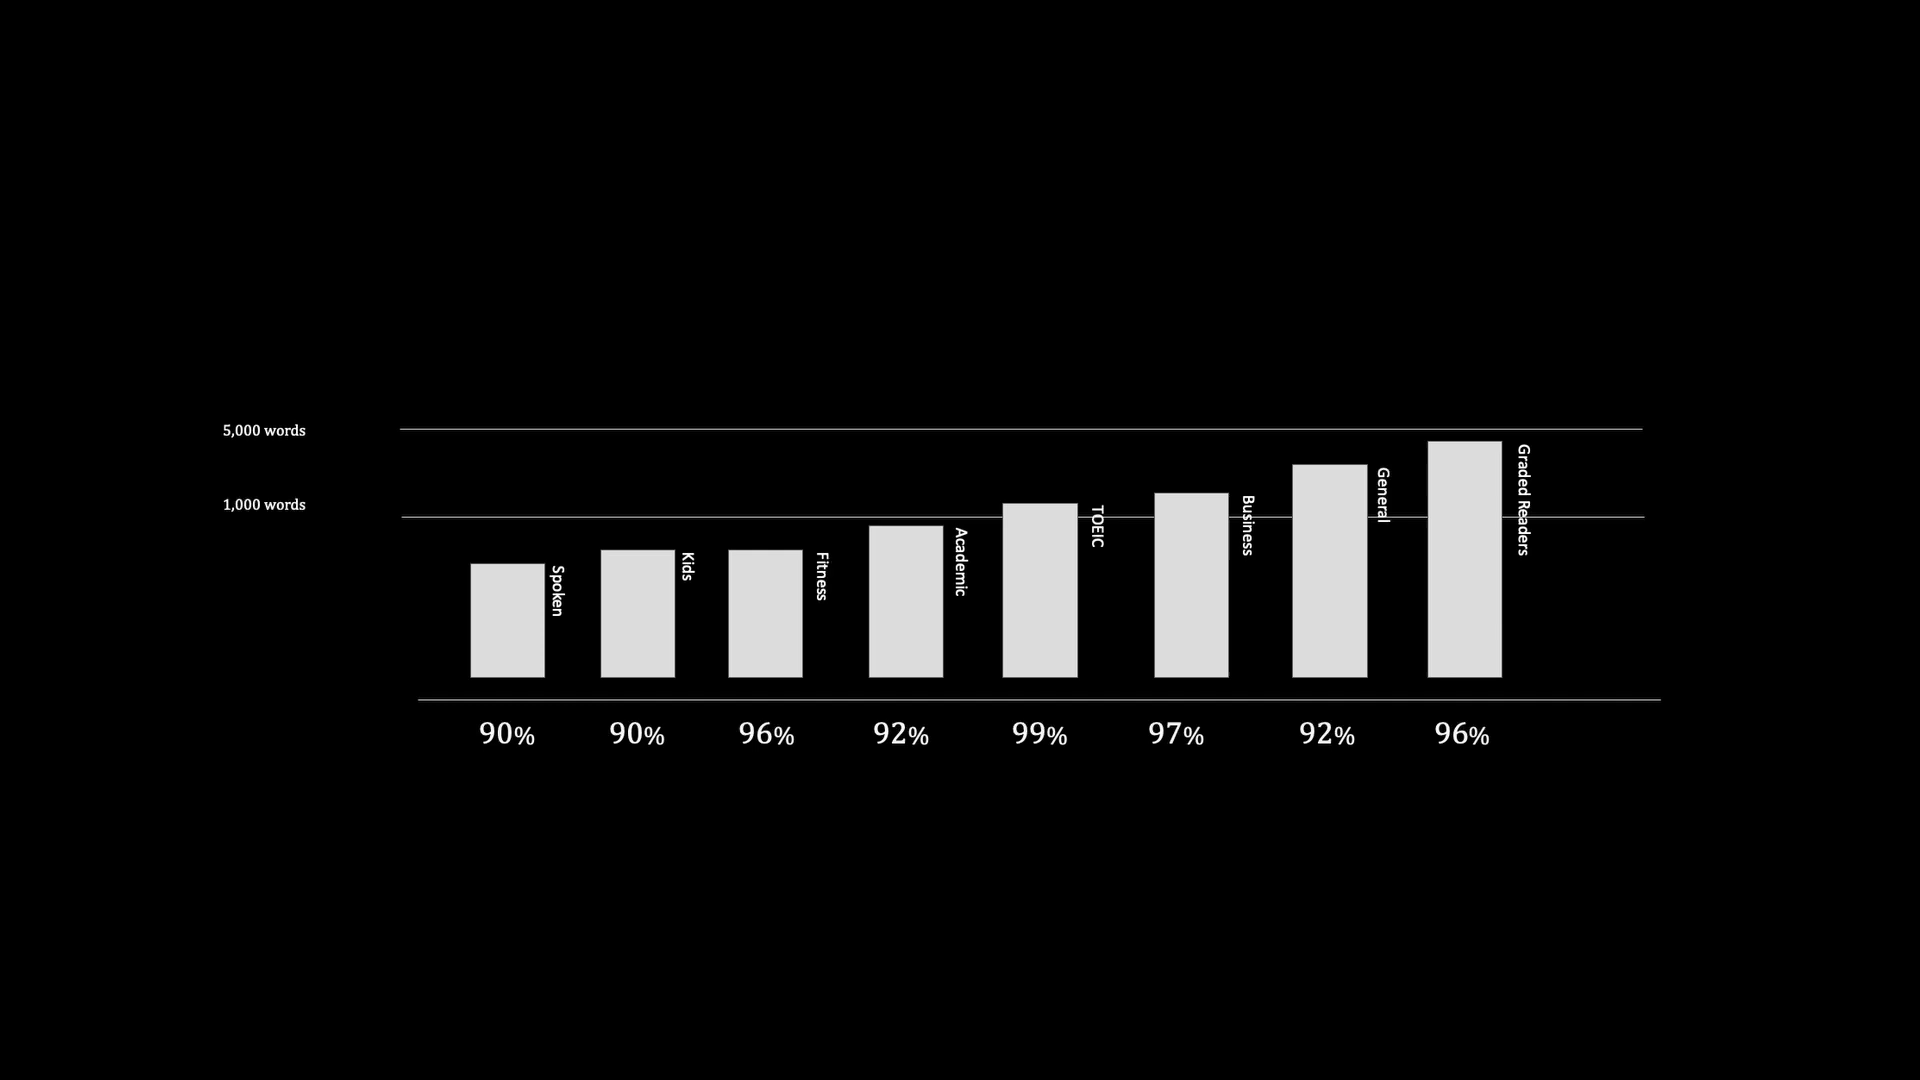 5,000 words
1,000 words
Spoken
Kids
Fitness
Academic
TOEIC
Business
General
Graded Readers
90%
90%
96%
92%
99%
97%
92%
96%